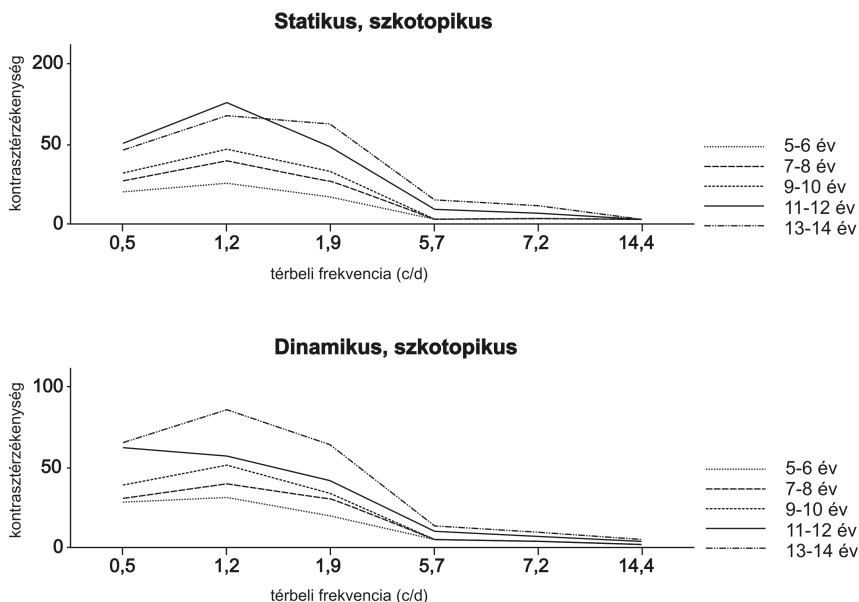 Statikus, szkotopikus
kontrasztérzékenység
200
50
0
0,5 1,2 1,9 5,7 7,2 14,4
térbeli frekvencia (c/d)
5-6 év
7-8 év
9-10 év
11-12 év
13-14 év
Dinamikus, szkotopikus
kontrasztérzékenység
100
50
0
0,5 1,2 1,9 5,7 7,2 14,4
térbeli frekvencia (c/d)
5-6 év
7-8 év
9-10 év
11-12 év
13-14 év